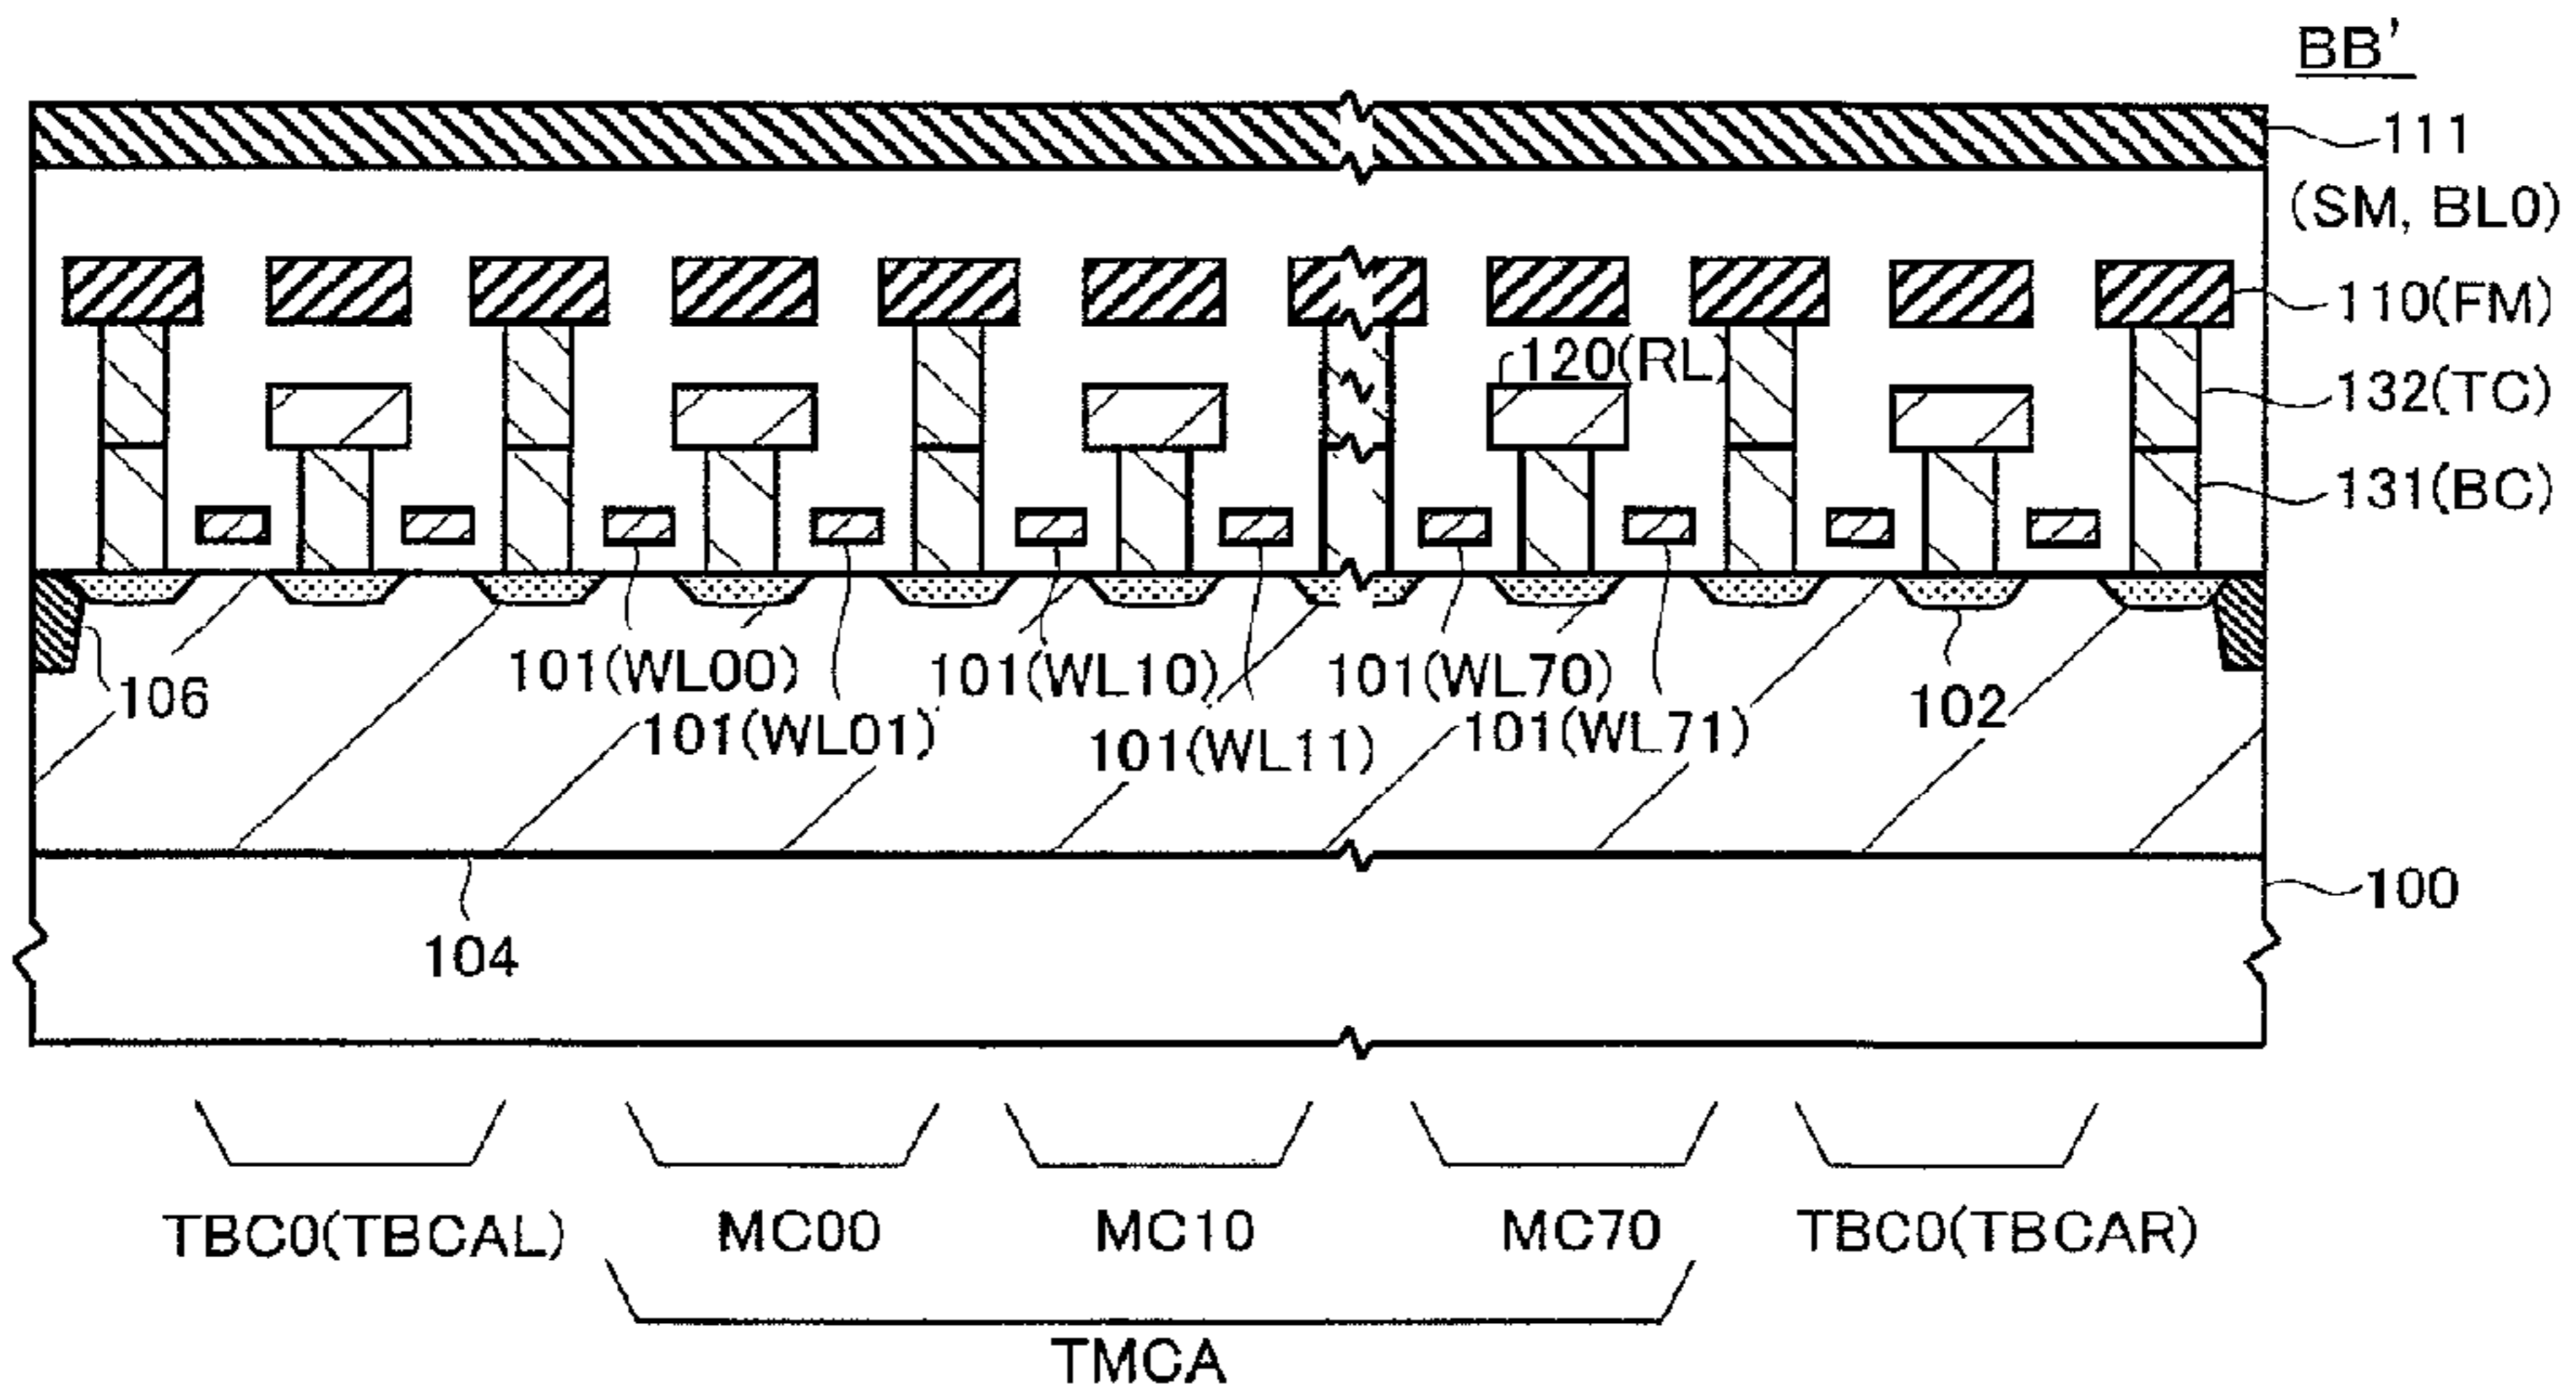 BB'
111
(SM, BL0)
110(FM)
120(RL)
132(TC)
131(BC)
101(WL00)
101(WL10)
101(WL70)
106
102
101(WL01)
101(WL11)
101(WL71)
100
104
TBC0(TBCAL)
MC00
MC10
MC70
TBC0(TBCAR)
TMCA